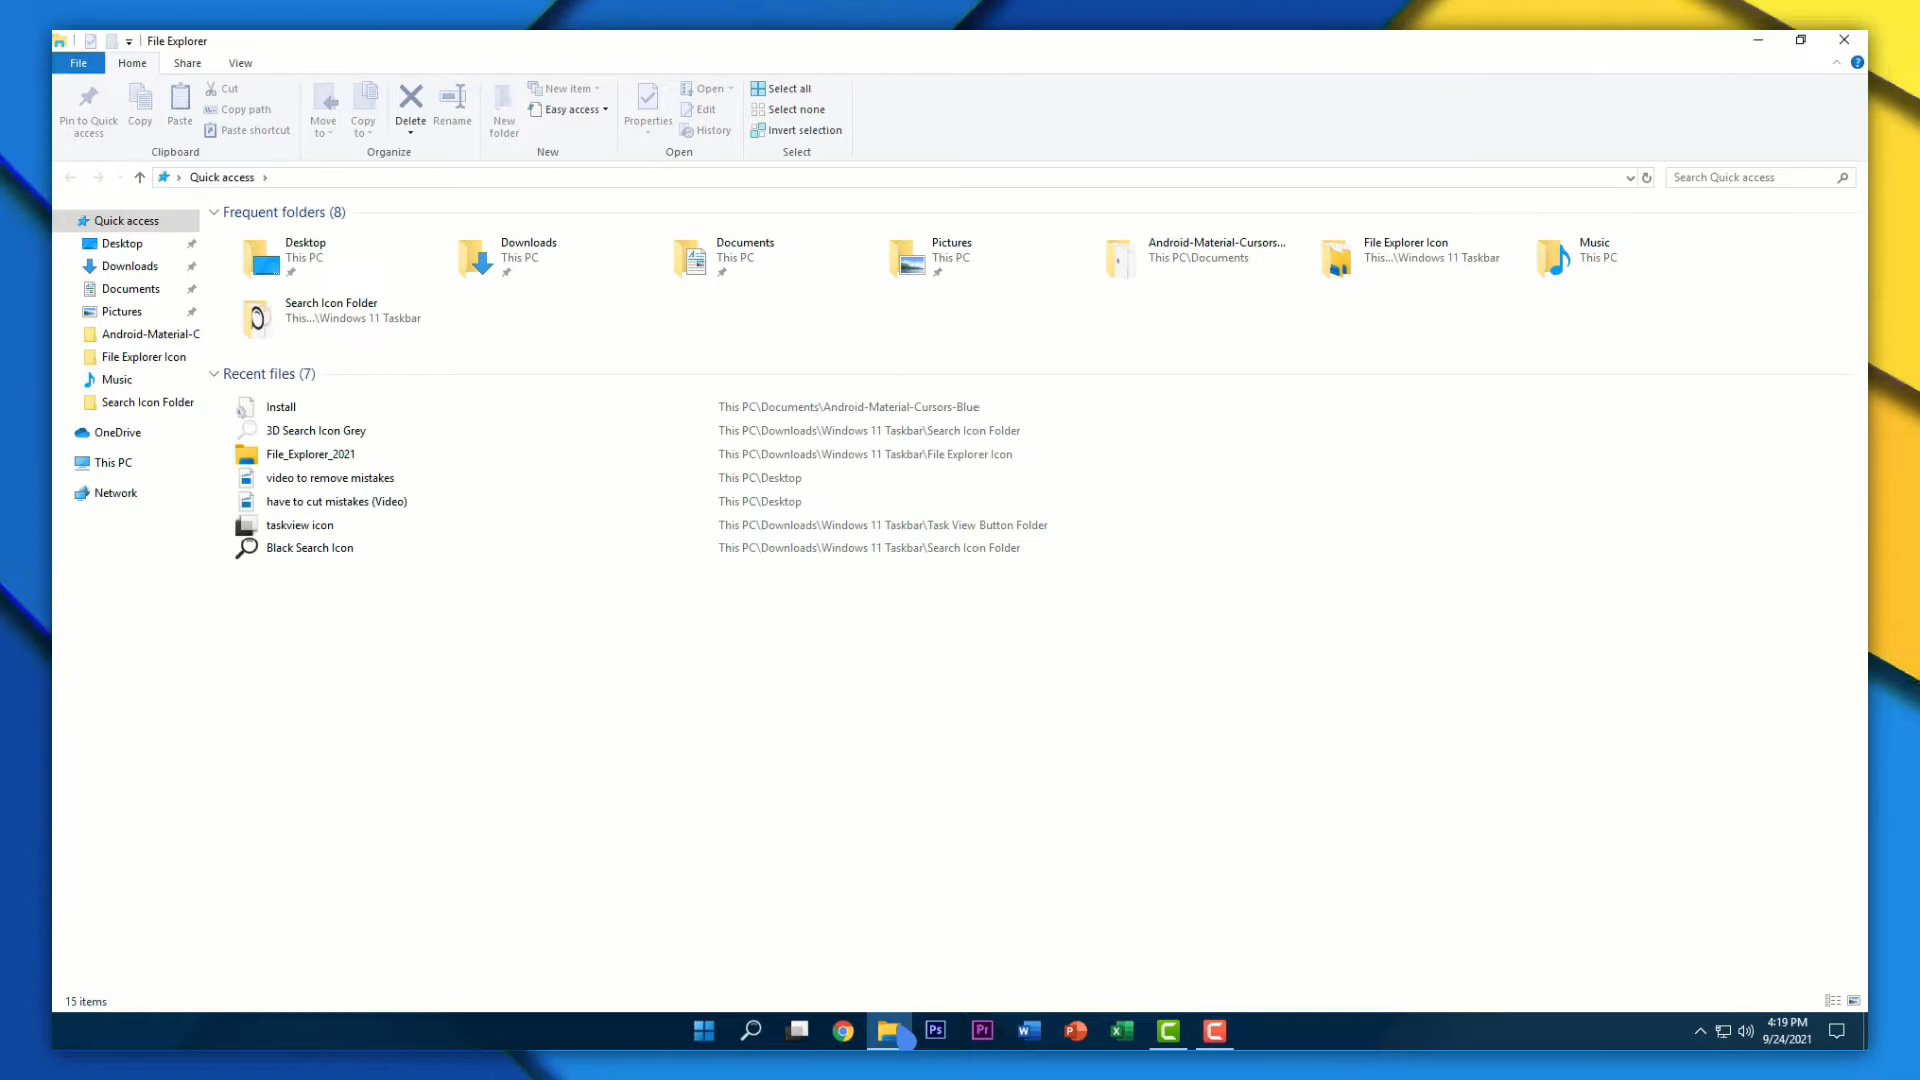 File Explorer
File Home Share View
Pin to Quick access
Copy
Paste
Cut
Copy path
Paste shortcut
Clipboard
Move to
Copy to
Delete
Rename
Organize
New folder
New item
Easy access
New
Properties
Open
Edit
History
Open
Select all
Select none
Invert selection
Select
Quick access
Search Quick access
Quick access
Desktop
Downloads
Documents
Pictures
Android-Material-C
File Explorer Icon
Music
Search Icon Folder
OneDrive
This PC
Network
Frequent folders (8)
Desktop
This PC
Downloads
This PC
Documents
This PC
Pictures
This PC
Android-Material-Cursors...
This PC\Documents
File Explorer Icon
This...\Windows 11 Taskbar
Music
This PC
Search Icon Folder
This...\Windows 11 Taskbar
Recent files (7)
Install This PC\Documents\Android-Material-Cursors-Blue
3D Search Icon Grey This PC\Downloads\Windows 11 Taskbar\Search Icon Folder
File_Explorer_2021 This PC\Downloads\Windows 11 Taskbar\File Explorer Icon
video to remove mistakes This PC\Desktop
have to cut mistakes (Video) This PC\Desktop
taskview icon This PC\Downloads\Windows 11 Taskbar\Task View Button Folder
Black Search Icon This PC\Downloads\Windows 11 Taskbar\Search Icon Folder
15 items
Ps Pr W P X C C
4:19 PM
9/24/2021